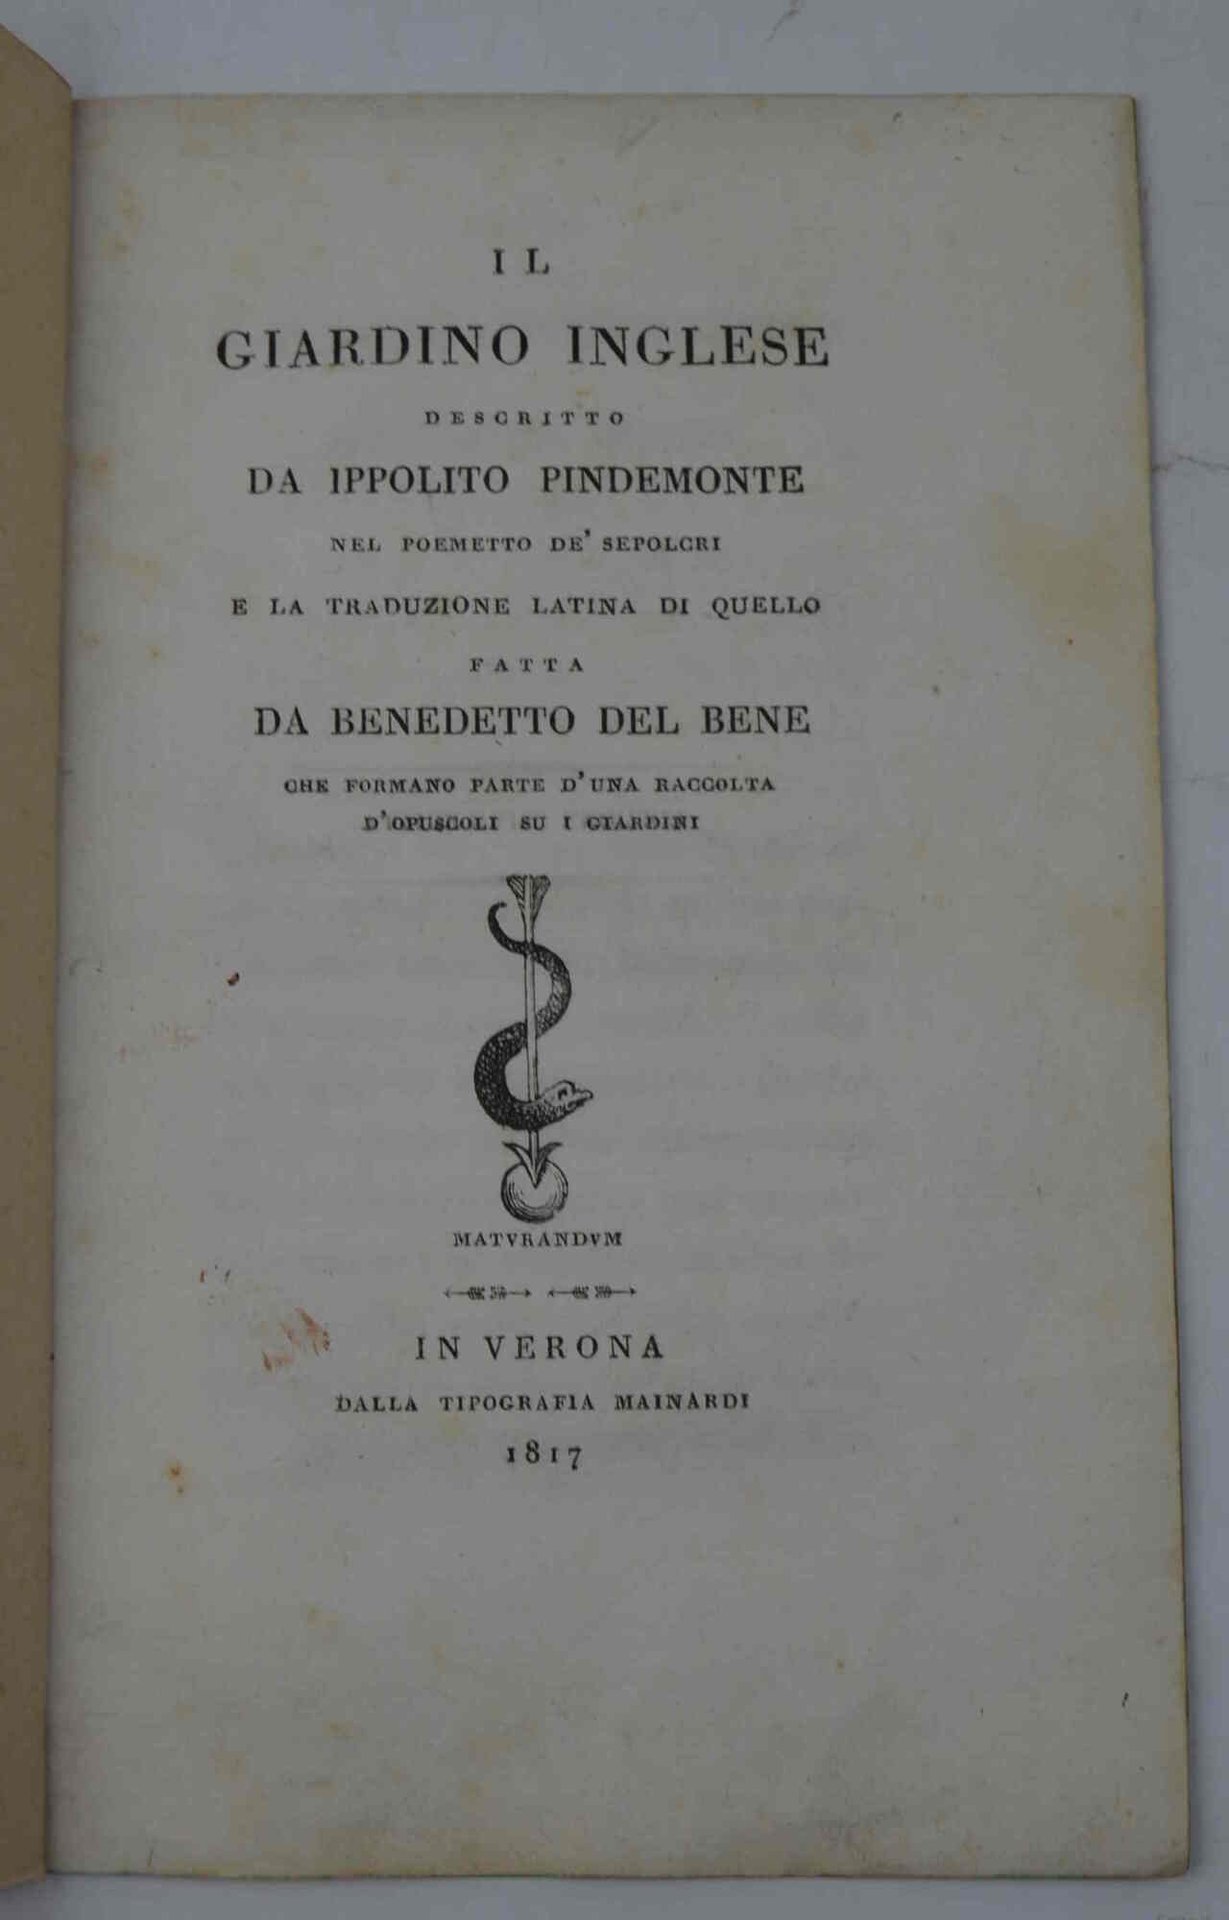 IL
GIARDINO INGLESE
DESCRITTO
DA IPPOLITO PINDEMONTE
NEL POEMETTO DE' SEPOLCRI
E LA TRADUZIONE LATINA DI QUELLO
FATTA
DA BENEDETTO DEL BENE
CHE FORMANO PARTE D'UNA RACCOLTA
D'OPUSCOLI SU I GIARDINI
MATVRANDVM
IN VERONA
DALLA TIPOGRAFIA MAINARDI
1817